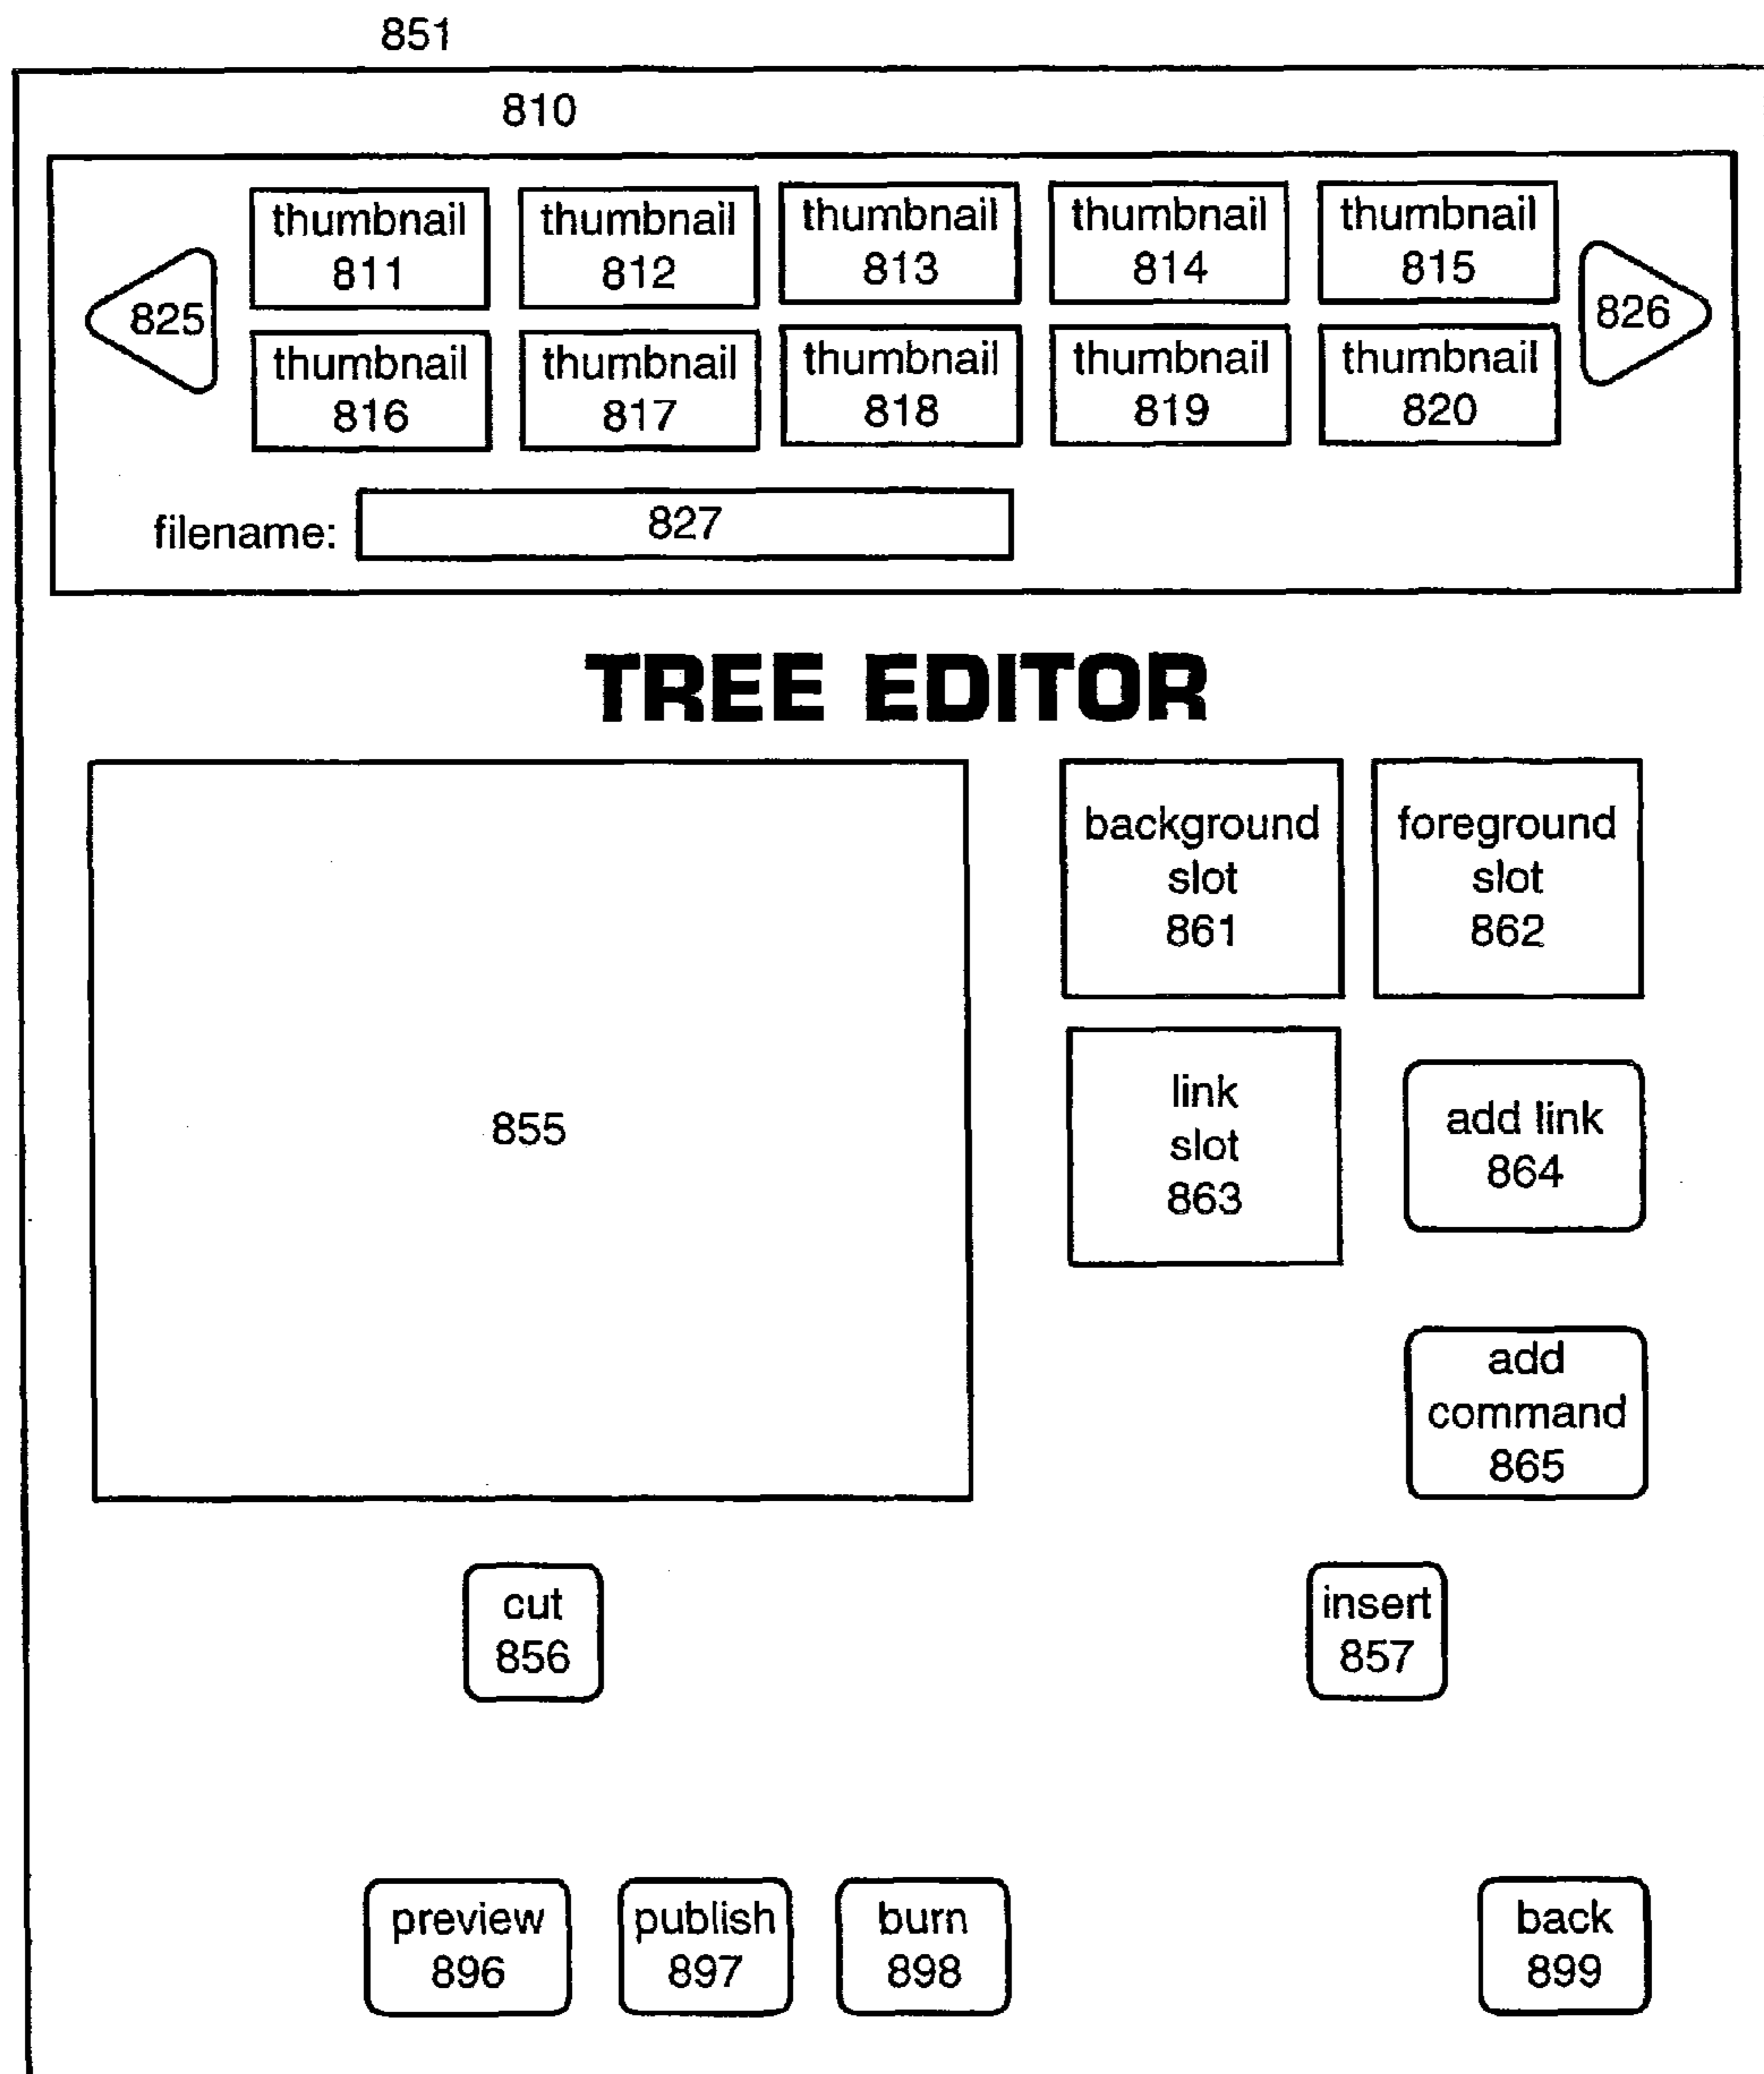 851
810
thumbnail
811
thumbnail
812
thumbnail
813
thumbnail
814
thumbnail
815
825
826
thumbnail
816
thumbnail
817
thumbnail
818
thumbnail
819
thumbnail
820
filename:
827
TREE EDITOR
background
slot
861
foreground
slot
862
855
link
slot
863
add link
864
add
command
865
cut
856
insert
857
preview
896
publish
897
burn
898
back
899